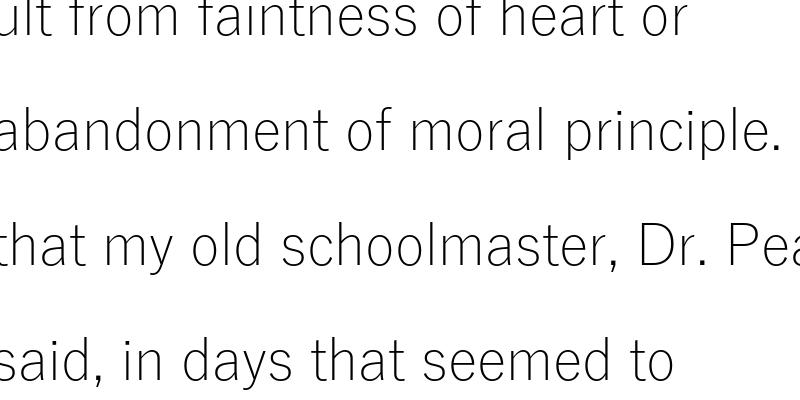 ult from faintness of heart or
abandonment of moral principle.
that my old schoolmaster, Dr. Pea
said, in days that seemed to